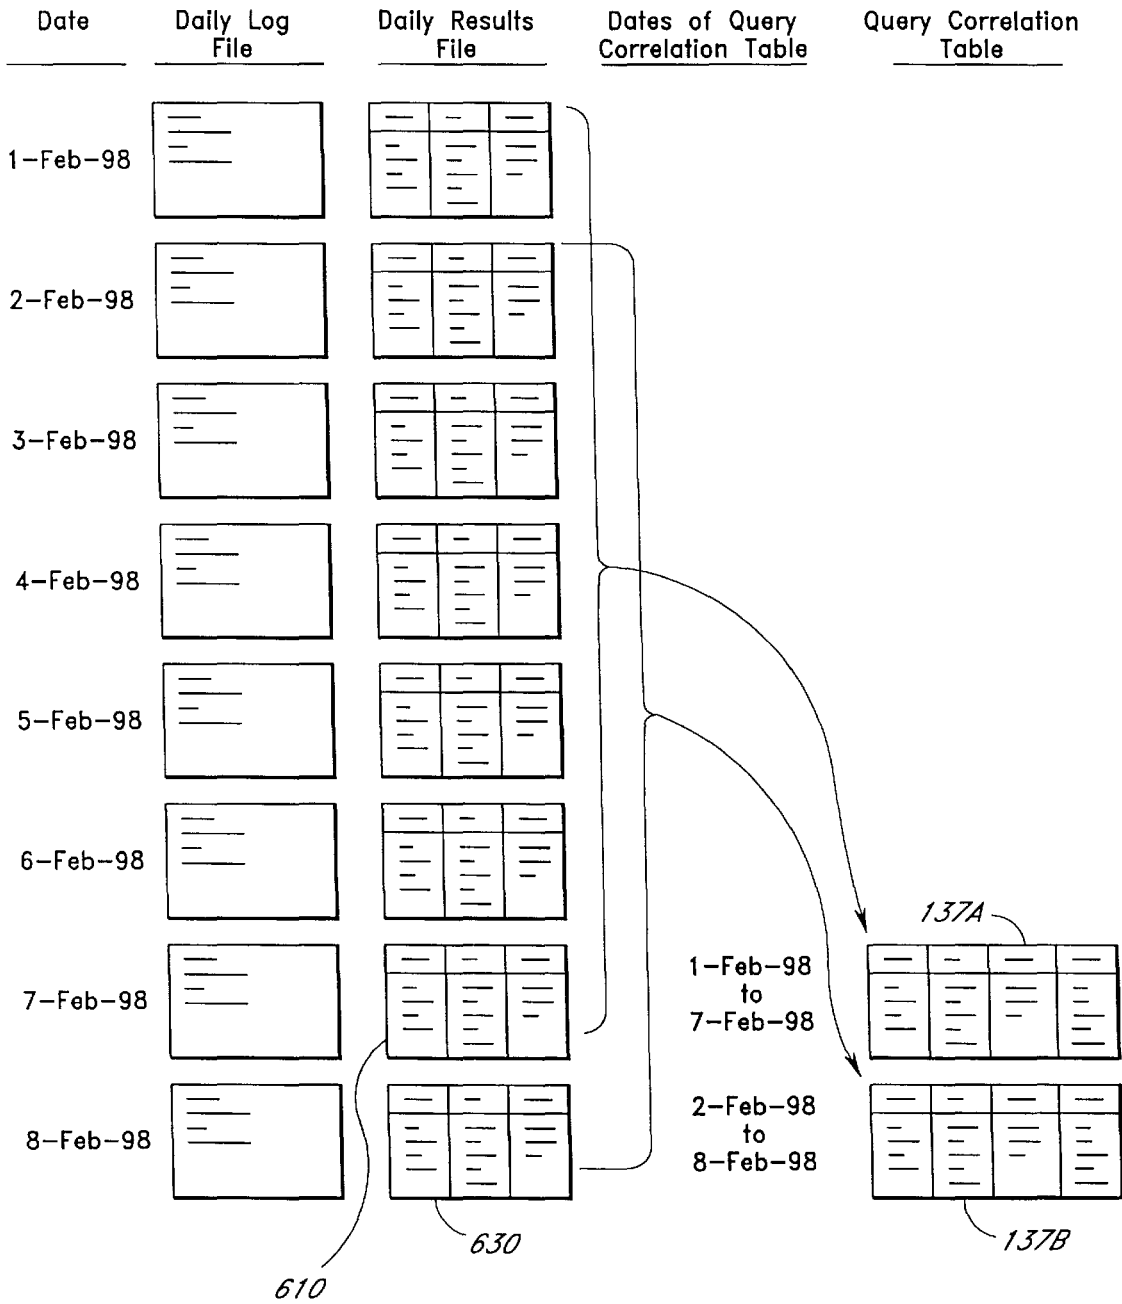 Date
Daily Log
File
Daily Results
File
Dates of Query
Correlation Table
Query Correlation
Table
1-Feb-98
2-Feb-98
3-Feb-98
4-Feb-98
5-Feb-98
6-Feb-98
137A
7-Feb-98
1-Feb-98
to
7-Feb-98
8-Feb-98
2-Feb-98
to
8-Feb-98
630
137B
610